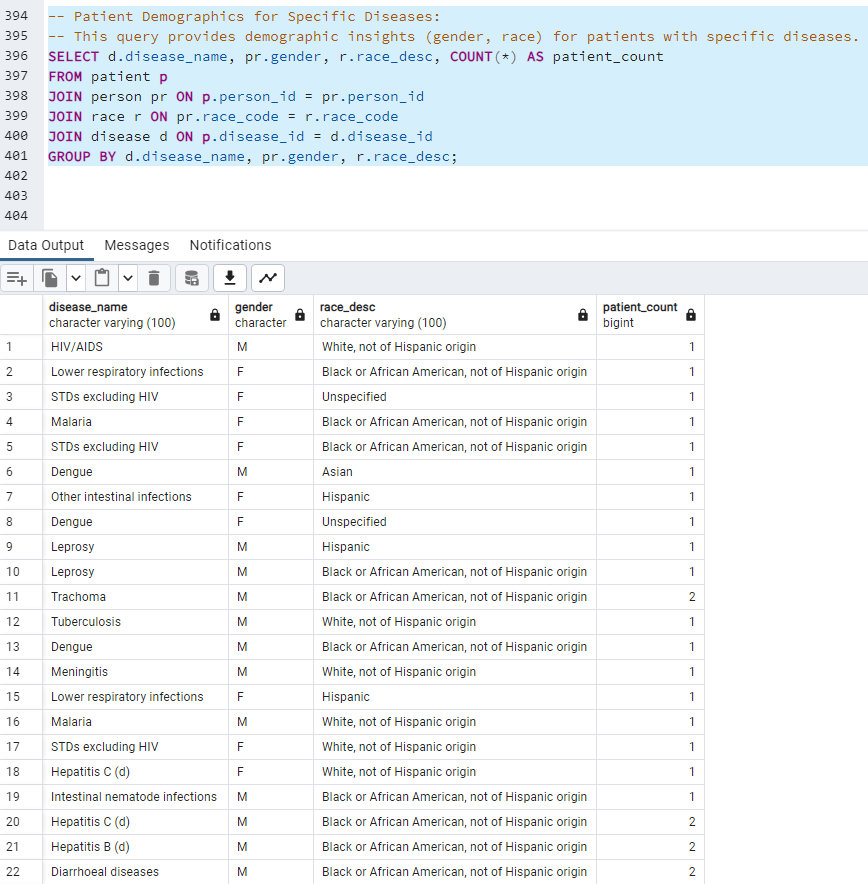 394 -- Patient Demographics for Specific Diseases:
395 -- This query provides demographic insights (gender, race) for patients with specific diseases.
396 SELECT d.disease_name, pr.gender, r.race_desc, COUNT(*) AS patient_count
397 FROM patient p
398 JOIN person pr ON p.person_id = pr.person_id
399 JOIN race r ON pr.race_code = r.race_code
400 JOIN disease d ON p.disease_id = d.disease_id
401 GROUP BY d.disease_name, pr.gender, r.race_desc;
402
403
404
Data Output Messages Notifications
disease_name gender race_desc patient_count
character varying (100) character character varying (100) bigint
1 HIV/AIDS M White, not of Hispanic origin 1
2 Lower respiratory infections F Black or African American, not of Hispanic origin 1
3 STDs excluding HIV F Unspecified 1
4 Malaria F Black or African American, not of Hispanic origin 1
5 STDs excluding HIV F Black or African American, not of Hispanic origin 1
6 Dengue M Asian 1
7 Other intestinal infections F Hispanic 1
8 Dengue F Unspecified 1
9 Leprosy M Hispanic 1
10 Leprosy M Black or African American, not of Hispanic origin 1
11 Trachoma M Black or African American, not of Hispanic origin 2
12 Tuberculosis M White, not of Hispanic origin 1
13 Dengue M Black or African American, not of Hispanic origin 1
14 Meningitis M White, not of Hispanic origin 1
15 Lower respiratory infections F Hispanic 1
16 Malaria M White, not of Hispanic origin 1
17 STDs excluding HIV F White, not of Hispanic origin 1
18 Hepatitis C (d) F White, not of Hispanic origin 1
19 Intestinal nematode infections M Black or African American, not of Hispanic origin 1
20 Hepatitis C (d) M Black or African American, not of Hispanic origin 2
21 Hepatitis B (d) M Black or African American, not of Hispanic origin 2
22 Diarrhoeal diseases M Black or African American, not of Hispanic origin 2